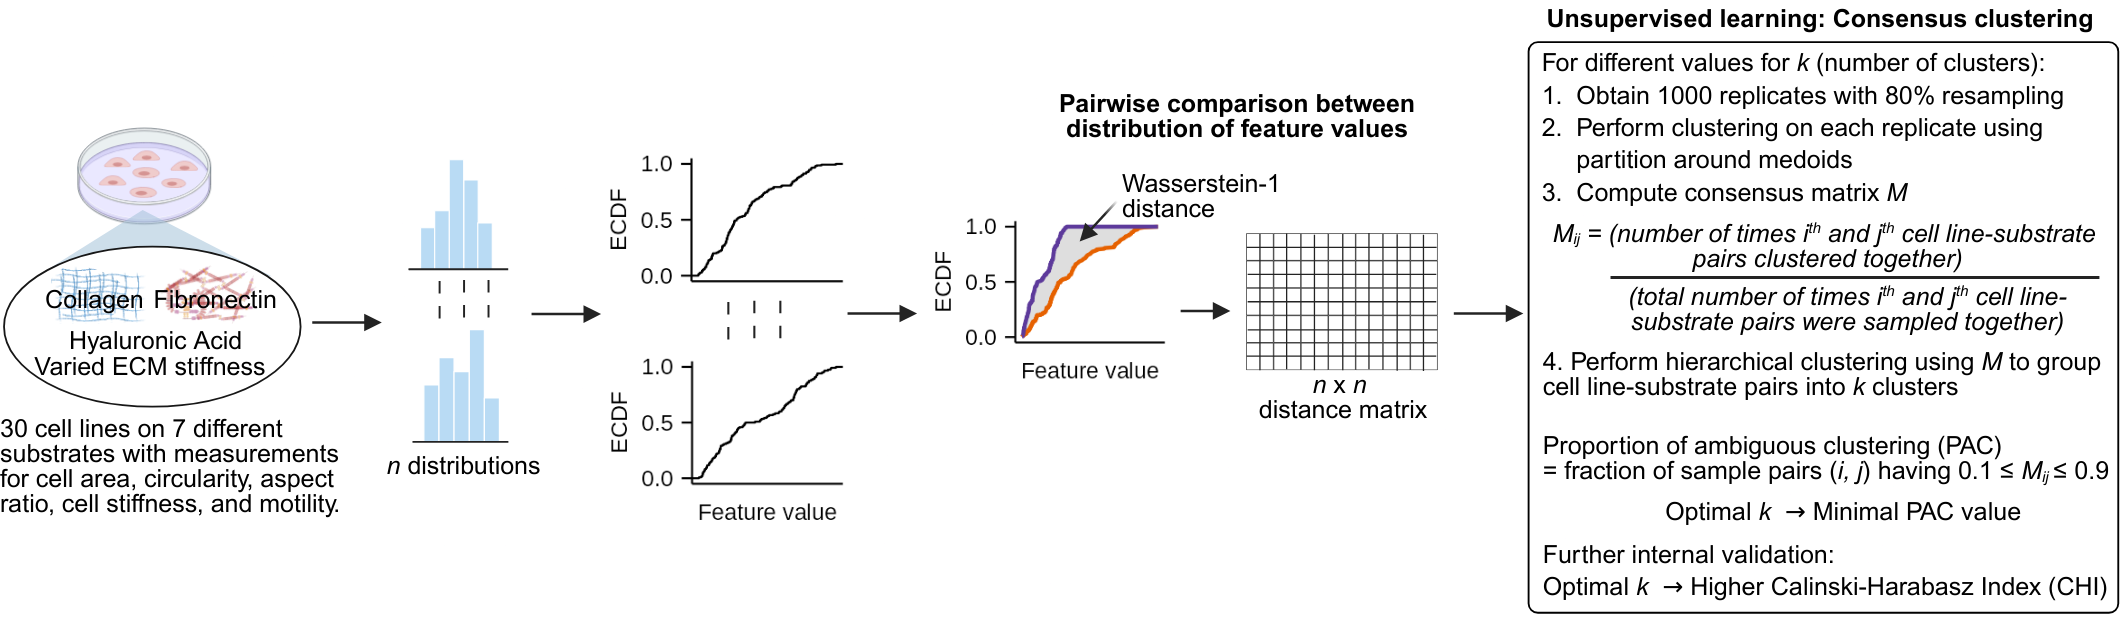 Collagen Fibronectin
Hyaluronic Acid
Varied ECM stiffness
30 cell lines on 7 different
substrates with measurements
for cell area, circularity, aspect
ratio, cell stiffness, and motility.
n distributions
ECDF
1.0
0.5
0.0
ECDF
1.0
0.5
0.0
Feature value
Pairwise comparison between
distribution of feature values
Wasserstein-1
distance
ECDF
1.0
0.5
0.0
Feature value
n x n
distance matrix
Unsupervised learning: Consensus clustering
For different values for k (number of clusters):
1. Obtain 1000 replicates with 80% resampling
2. Perform clustering on each replicate using
partition around medoids
3. Compute consensus matrix M
Mij = (number of times ith and jth cell line-substrate
pairs clustered together)
(total number of times ith and jth cell line-
substrate pairs were sampled together)
4. Perform hierarchical clustering using M to group
cell line-substrate pairs into k clusters
Proportion of ambiguous clustering (PAC)
= fraction of sample pairs (i, j) having 0.1 ≤ Mij ≤ 0.9
Optimal k → Minimal PAC value
Further internal validation:
Optimal k → Higher Calinski-Harabasz Index (CHI)